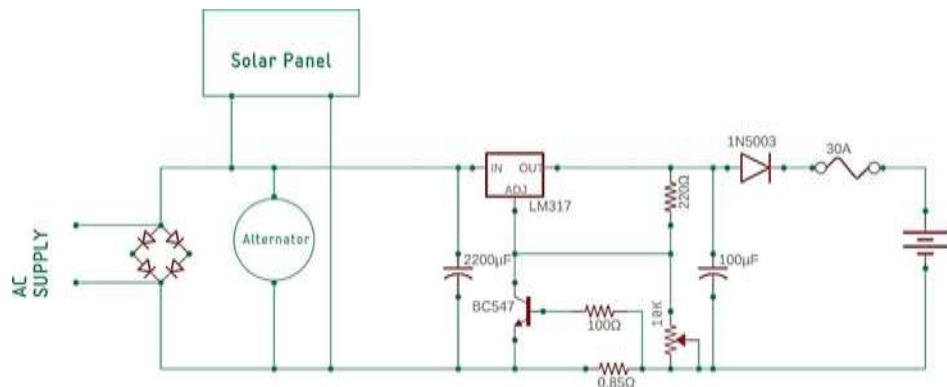 Solar Panel
1N5003
30A
IN OUT
ADJ
LM317
220Ω
Alternator
AC
SUPPLY
2200µF
100µF
BC547
100Ω
10K
0.85Ω